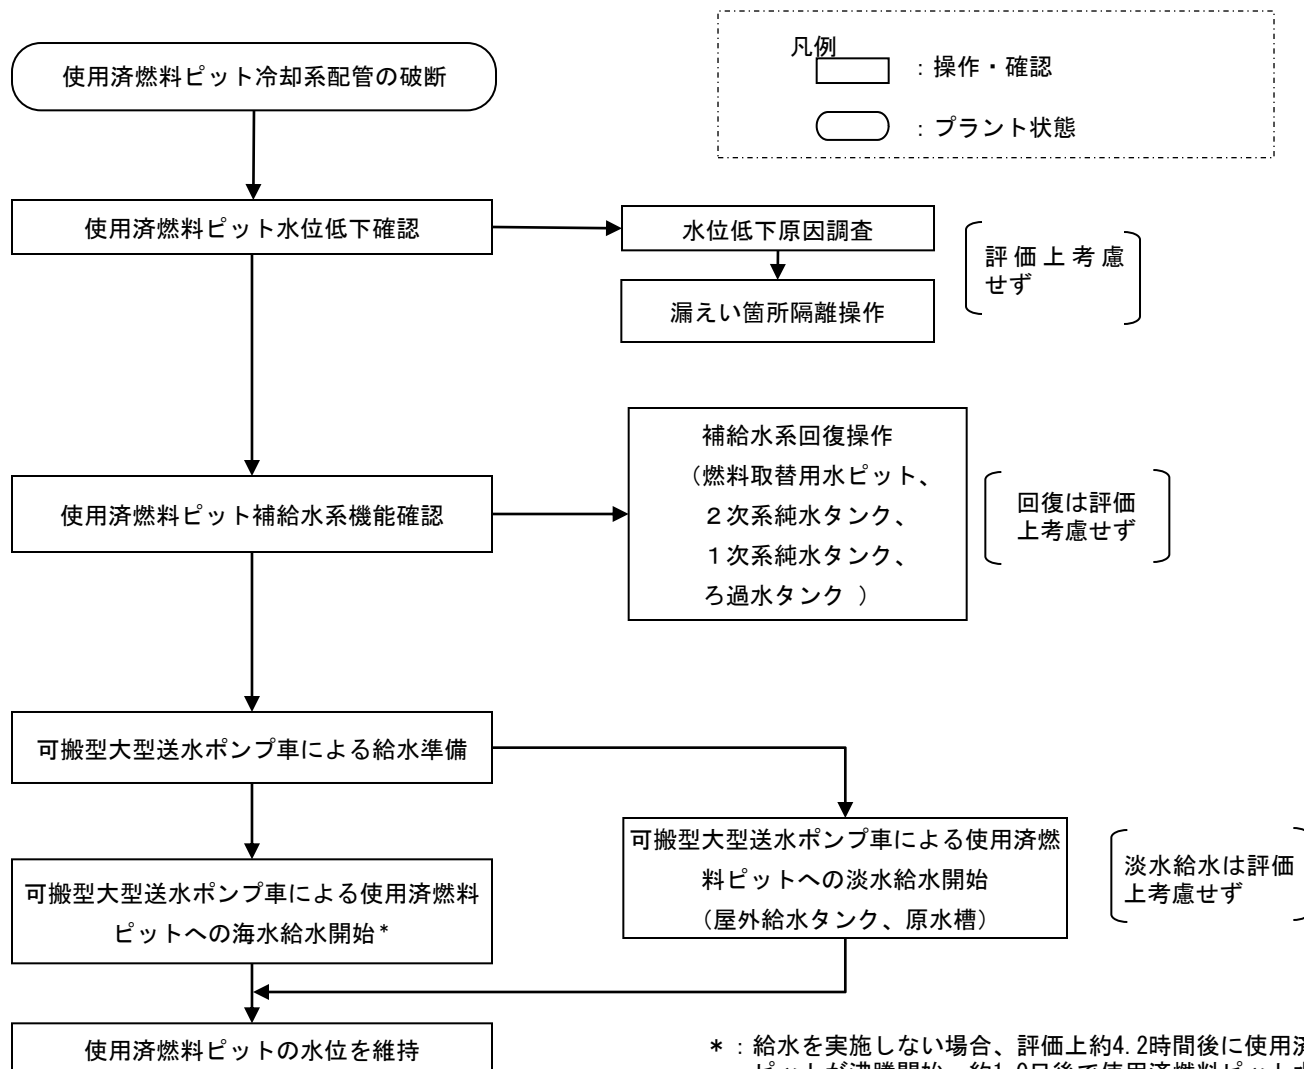 凡例
：操作・確認
：プラント状態
使用済燃料ピット冷却系配管の破断
使用済燃料ピット水位低下確認
水位低下原因調査
漏えい箇所隔離操作
評価上考慮
せず
使用済燃料ピット補給水系機能確認
補給水系回復操作
（燃料取替用水ピット、
２次系純水タンク、
１次系純水タンク、
ろ過水タンク ）
回復は評価
上考慮せず
可搬型大型送水ポンプ車による給水準備
可搬型大型送水ポンプ車による使用済燃料
ピットへの海水給水開始*
可搬型大型送水ポンプ車による使用済燃
料ピットへの淡水給水開始
（屋外給水タンク、原水槽）
淡水給水は評価
上考慮せず
使用済燃料ピットの水位を維持
*：給水を実施しない場合、評価上約4.2時間後に使用済